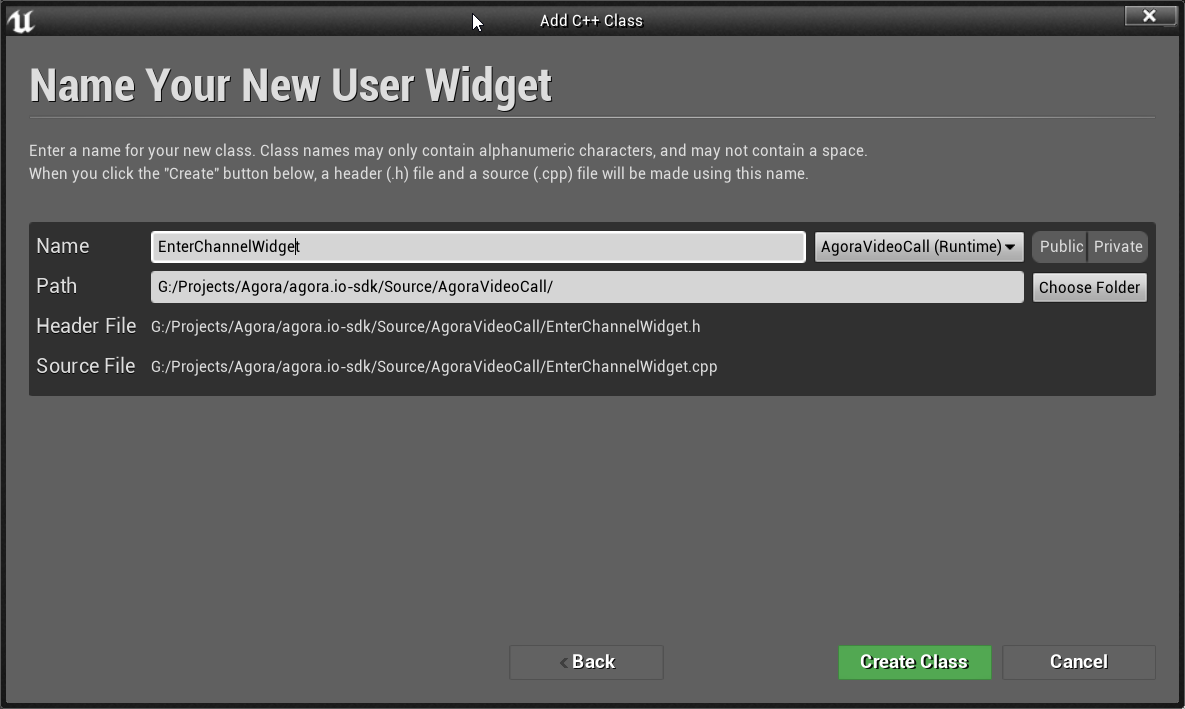 Add C++ Class
Name Your New User Widget
Enter a name for your new class. Class names may only contain alphanumeric characters, and may not contain a space.
When you click the "Create" button below, a header (.h) file and a source (.cpp) file will be made using this name.
Name EnterChannelWidget AgoraVideoCall (Runtime) Public Private
Path G:/Projects/Agora/agora.io-sdk/Source/AgoraVideoCall/ Choose Folder
Header File G:/Projects/Agora/agora.io-sdk/Source/AgoraVideoCall/EnterChannelWidget.h
Source File G:/Projects/Agora/agora.io-sdk/Source/AgoraVideoCall/EnterChannelWidget.cpp
< Back Create Class Cancel